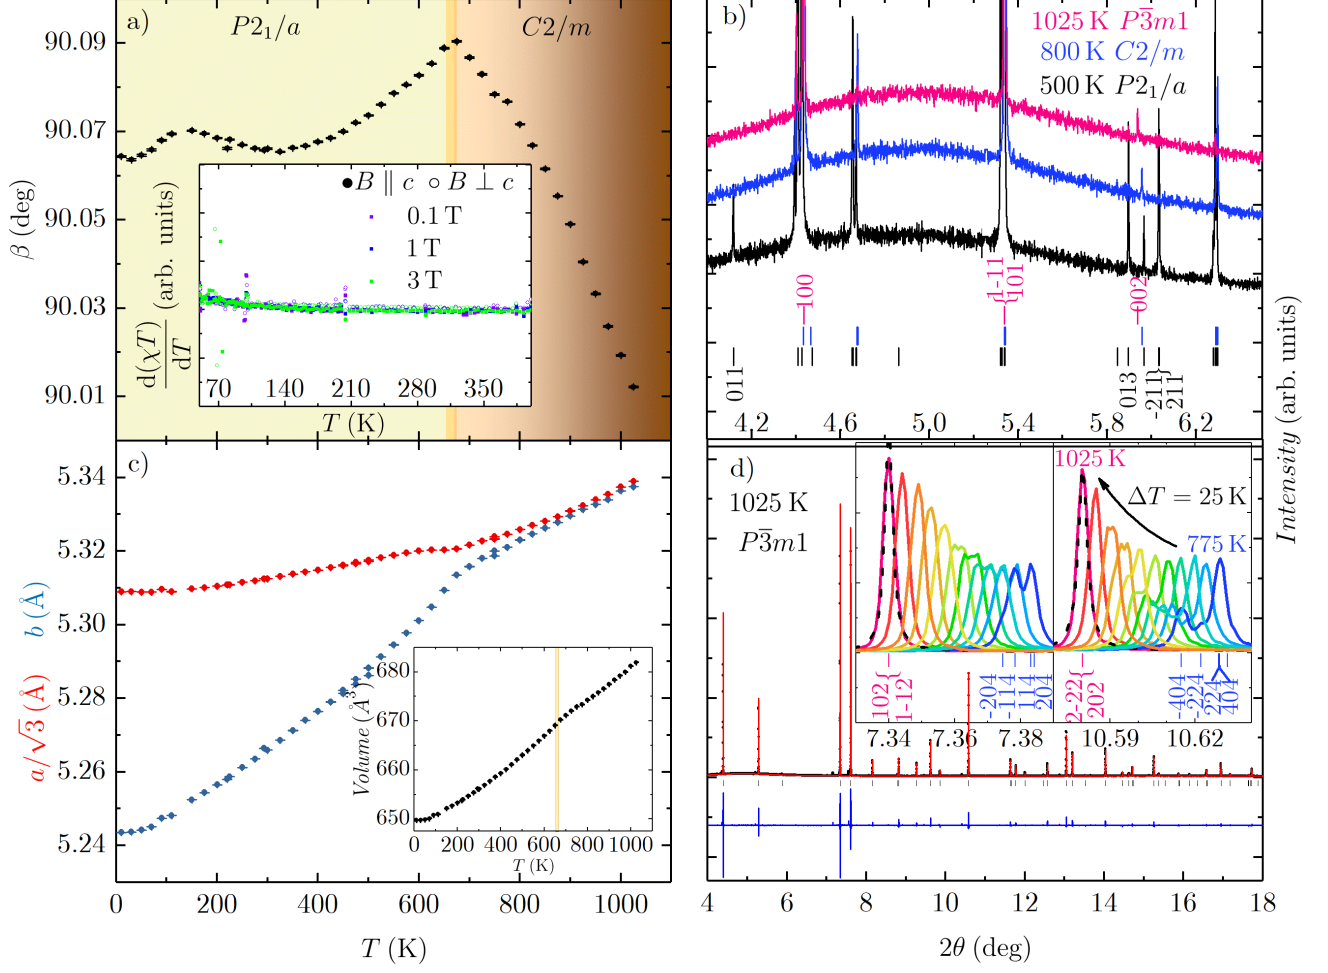 a)
P2₁/a
C2/m
90.09
90.07
90.05
90.03
90.01
β (deg)
●B ∥ c ○ B ⊥ c
0.1 T
1 T
3 T
d(χT)
dT
(arb. units)
70 140 210 280 350
T (K)
b)
1025 K P3̅m1
800 K C2/m
500 K P2₁/a
100
1-11
101
002
011
013
-211
211
4.2 4.6 5.0 5.4 5.8 6.2
Intensity (arb. units)
c)
5.34
5.32
5.30
5.28
5.26
5.24
a/√3 (Å) b (Å)
680
670
660
650
Volume (Å³)
0 200 400 600 800 1000
T (K)
0 200 400 600 800 1000
T (K)
d)
1025 K
P3̅m1
1025 K
ΔT = 25 K
775 K
102
1-12
-204
-114
114
204
2-22
202
-404
-224
224
404
7.34 7.36 7.38
10.59 10.62
4 6 8 10 12 14 16 18
2θ (deg)